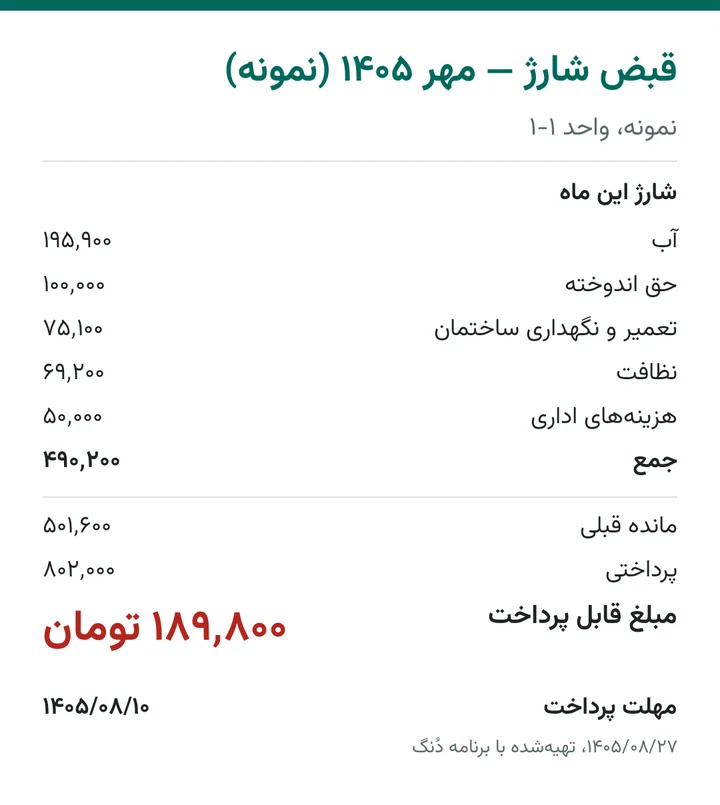 قبض شارژ – مهر ۱۴۰۵ (نمونه)
نمونه، واحد ۱-۱
شارژ این ماه
آب ۱۹۵,۹۰۰
حق اندوخته ۱۰۰,۰۰۰
تعمیر و نگهداری ساختمان ۷۵,۱۰۰
نظافت ۶۹,۲۰۰
هزینه‌های اداری ۵۰,۰۰۰
جمع ۴۹۰,۲۰۰
مانده قبلی ۵۰۱,۶۰۰
پرداختی ۸۰۲,۰۰۰
مبلغ قابل پرداخت ۱۸۹,۸۰۰ تومان
مهلت پرداخت ۱۴۰۵/۰۸/۱۰
۱۴۰۵/۰۸/۲۷، تهیه‌شده با برنامه دُنگ